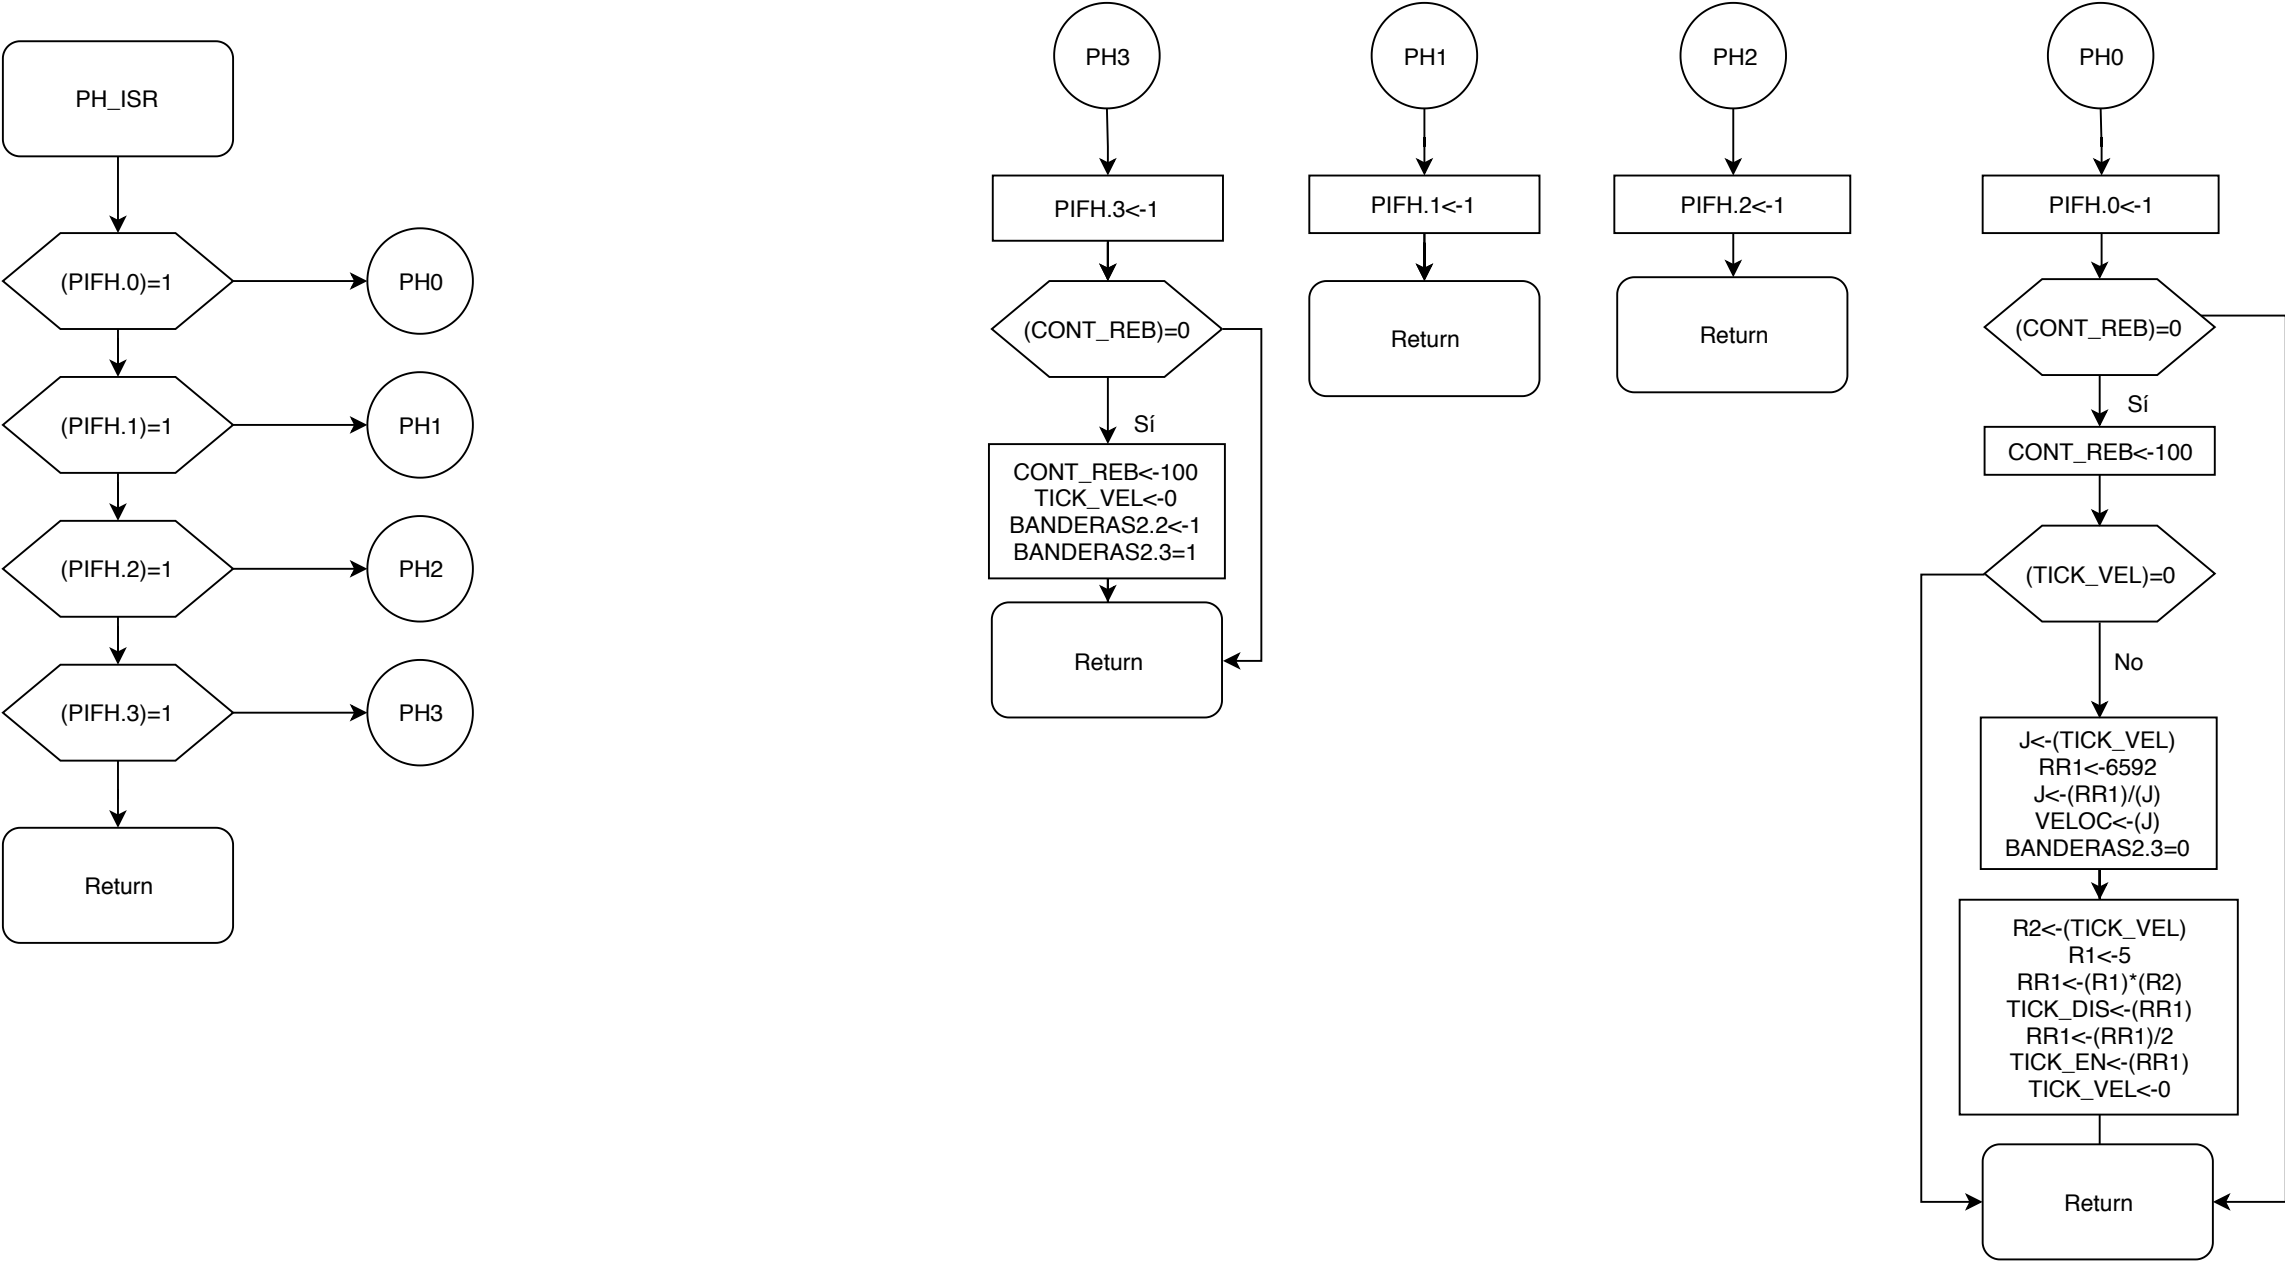 PH_ISR
(PIFH.0)=1
PH0
(PIFH.1)=1
PH1
(PIFH.2)=1
PH2
(PIFH.3)=1
PH3
Return
PH3
PIFH.3<-1
(CONT_REB)=0
Sí
CONT_REB<-100
TICK_VEL<-0
BANDERAS2.2<-1
BANDERAS2.3=1
Return
PH1
PIFH.1<-1
Return
PH2
PIFH.2<-1
Return
PH0
PIFH.0<-1
(CONT_REB)=0
Sí
CONT_REB<-100
(TICK_VEL)=0
No
J<-(TICK_VEL)
RR1<-6592
J<-(RR1)/(J)
VELOC<-(J)
BANDERAS2.3=0
R2<-(TICK_VEL)
R1<-5
RR1<-(R1)*(R2)
TICK_DIS<-(RR1)
RR1<-(RR1)/2
TICK_EN<-(RR1)
TICK_VEL<-0
Return